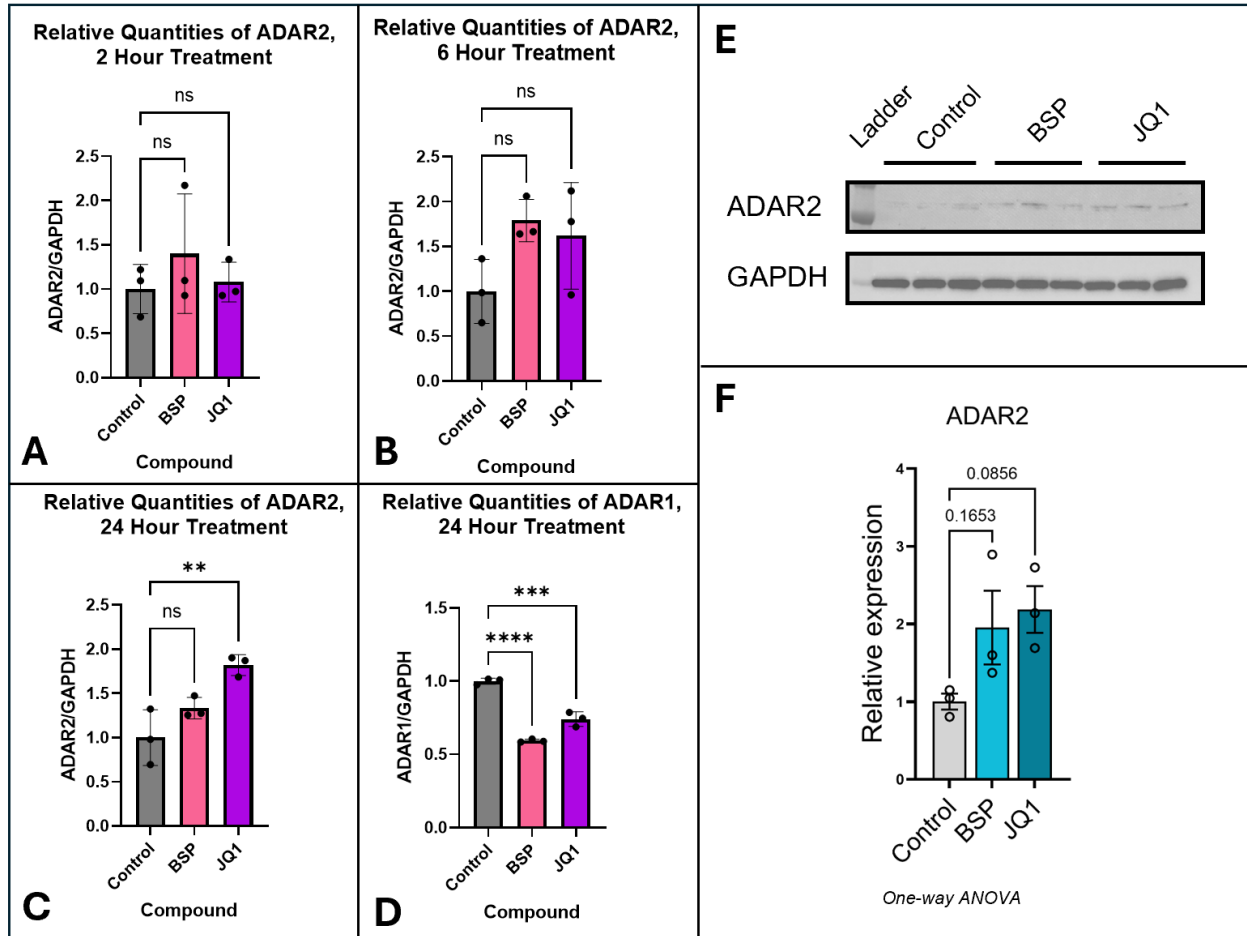 Relative Quantities of ADAR2,
2 Hour Treatment
ns
ns
2.5
2.0
1.5
1.0
0.5
0.0
ADAR2/GAPDH
Control
BSP
JQ1
Compound
A
Relative Quantities of ADAR2,
6 Hour Treatment
ns
ns
2.5
2.0
1.5
1.0
0.5
0.0
ADAR2/GAPDH
Control
BSP
JQ1
Compound
B
Relative Quantities of ADAR2,
24 Hour Treatment
**
ns
2.5
2.0
1.5
1.0
0.5
0.0
ADAR2/GAPDH
Control
BSP
JQ1
Compound
C
Relative Quantities of ADAR1,
24 Hour Treatment
***
****
1.5
1.0
0.5
0.0
ADAR1/GAPDH
Control
BSP
JQ1
Compound
D
E
Ladder
Control
BSP
JQ1
ADAR2
GAPDH
F
ADAR2
0.0856
0.1653
4
3
2
1
0
Relative expression
Control
BSP
JQ1
One-way ANOVA